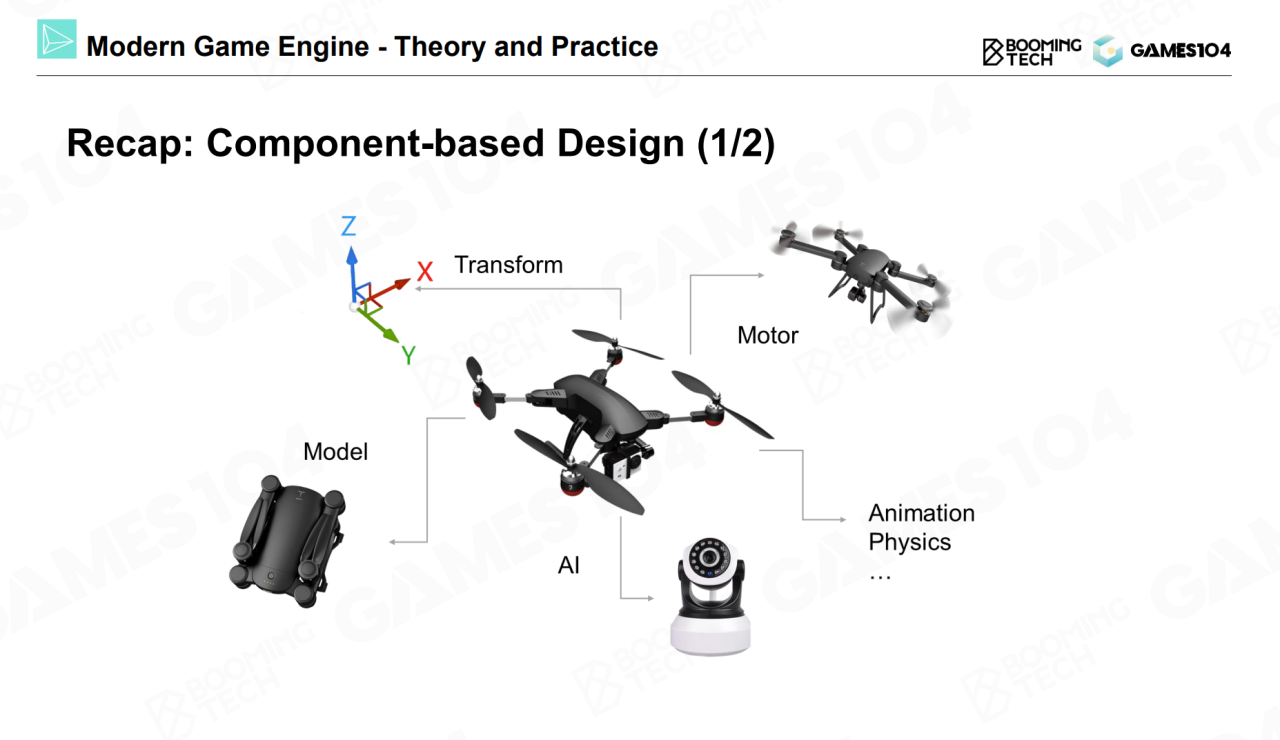 Modern Game Engine - Theory and Practice
BOOMING
TECH
GAMES104
Recap: Component-based Design (1/2)
Z
X
Y
Transform
Motor
Model
AI
Animation
Physics
…